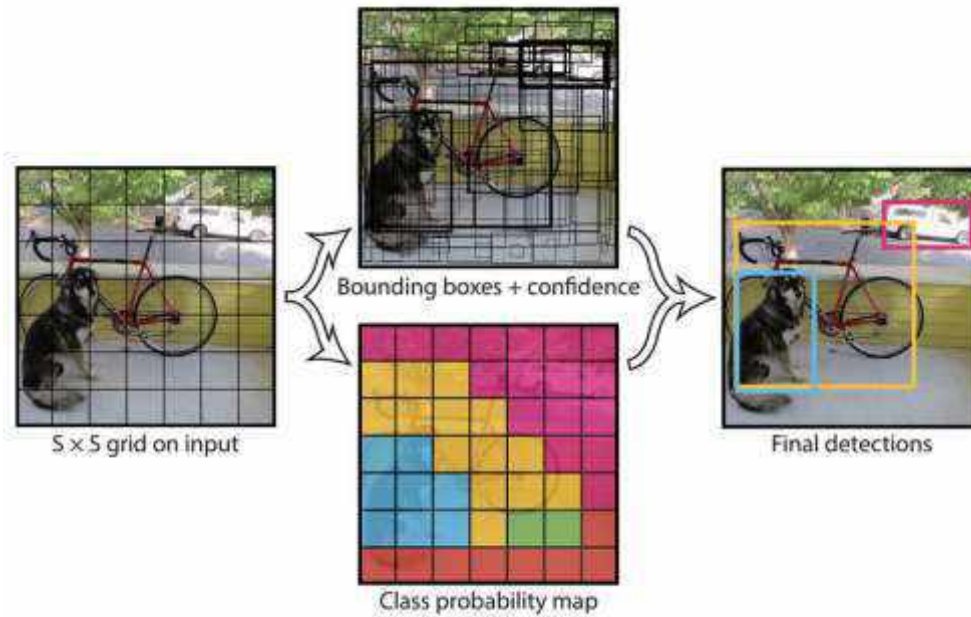 S × S grid on input
Bounding boxes + confidence
Class probability map
Final detections